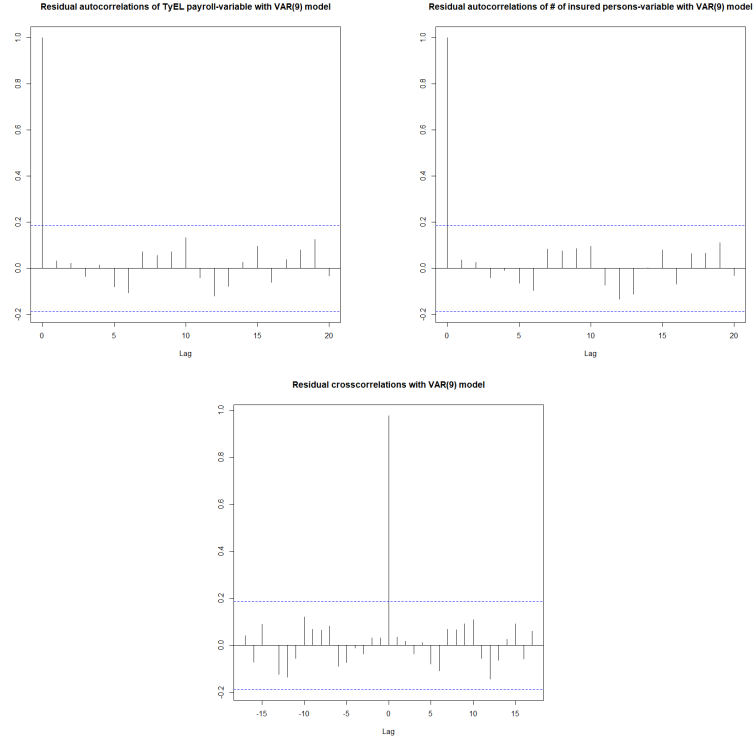 Residual autocorrelations of TyEL payroll-variable with VAR(9) model
1.0
0.8
0.6
0.4
0.2
0.0
-0.2
0 5 10 15 20
Lag
Residual autocorrelations of # of insured persons-variable with VAR(9) model
1.0
0.8
0.6
0.4
0.2
0.0
-0.2
0 5 10 15 20
Lag
Residual crosscorrelations with VAR(9) model
1.0
0.8
0.6
0.4
0.2
0.0
-0.2
-15 -10 -5 0 5 10 15
Lag